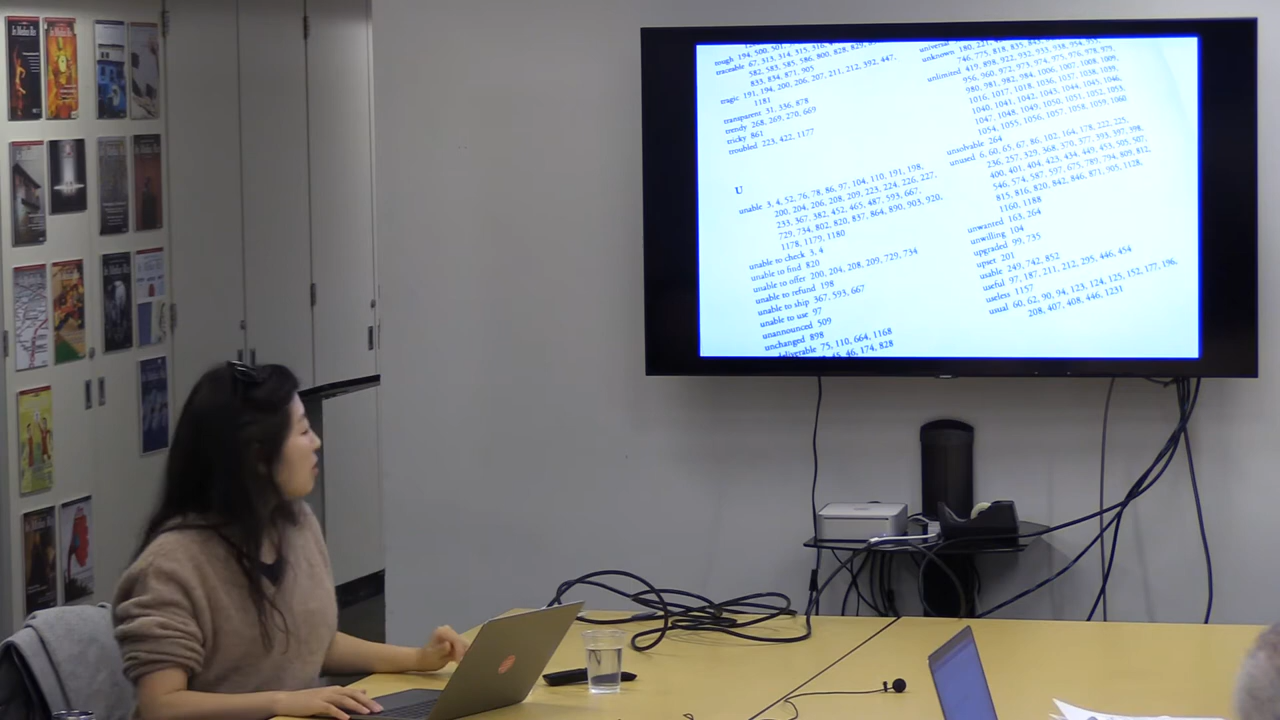 tough 194, 500, 501,
traceable 67, 313, 314, 315, 316,
582, 583, 585, 586, 800, 828, 829,
833, 834, 871, 905
tragic 191, 194, 200, 206, 207, 211, 212, 392, 447,
1181
transparent 31, 336, 878
trendy 268, 269, 270, 669
tricky 861
troubled 223, 422, 1177
U
unable 3, 4, 52, 76, 78, 86, 97, 104, 110, 191, 198,
200, 204, 206, 208, 209, 223, 224, 226, 227,
233, 367, 382, 452, 465, 487, 593, 667,
729, 734, 802, 820, 837, 864, 890, 903, 920,
1178, 1179, 1180
unable to check 3, 4
unable to find 820
unable to offer 200, 204, 208, 209, 729, 734
unable to refund 198
unable to ship 367, 593, 667
unable to use 97
unannounced 509
unchanged 898
deliverable 75, 110, 664, 1168
45, 46, 174, 828
universal
unknown 180, 221,
746, 775, 818, 835, 843,
unlimited 419, 898, 922, 932, 933, 938, 954, 955,
956, 960, 972, 973, 974, 975, 976, 978, 979,
980, 981, 982, 984, 1006, 1007, 1008, 1009,
1016, 1017, 1018, 1036, 1037, 1038, 1039,
1040, 1041, 1042, 1043, 1044, 1045, 1046,
1047, 1048, 1049, 1050, 1051, 1052, 1053,
1054, 1055, 1056, 1057, 1058, 1059, 1060
unsolvable 264
unused 6, 60, 65, 67, 86, 102, 164, 178, 222, 225,
236, 257, 329, 368, 370, 377, 393, 397, 398,
400, 401, 404, 423, 434, 449, 453, 505, 507,
546, 574, 587, 597, 675, 789, 794, 809, 812,
815, 816, 820, 842, 846, 871, 905, 1128,
1160, 1188
unwanted 163, 264
unwilling 104
upgraded 99, 735
upset 201
usable 249, 742, 852
useful 97, 187, 211, 212, 295, 446, 454
useless 1157
usual 60, 62, 90, 94, 123, 124, 125, 152, 177, 196,
208, 407, 408, 446, 1231